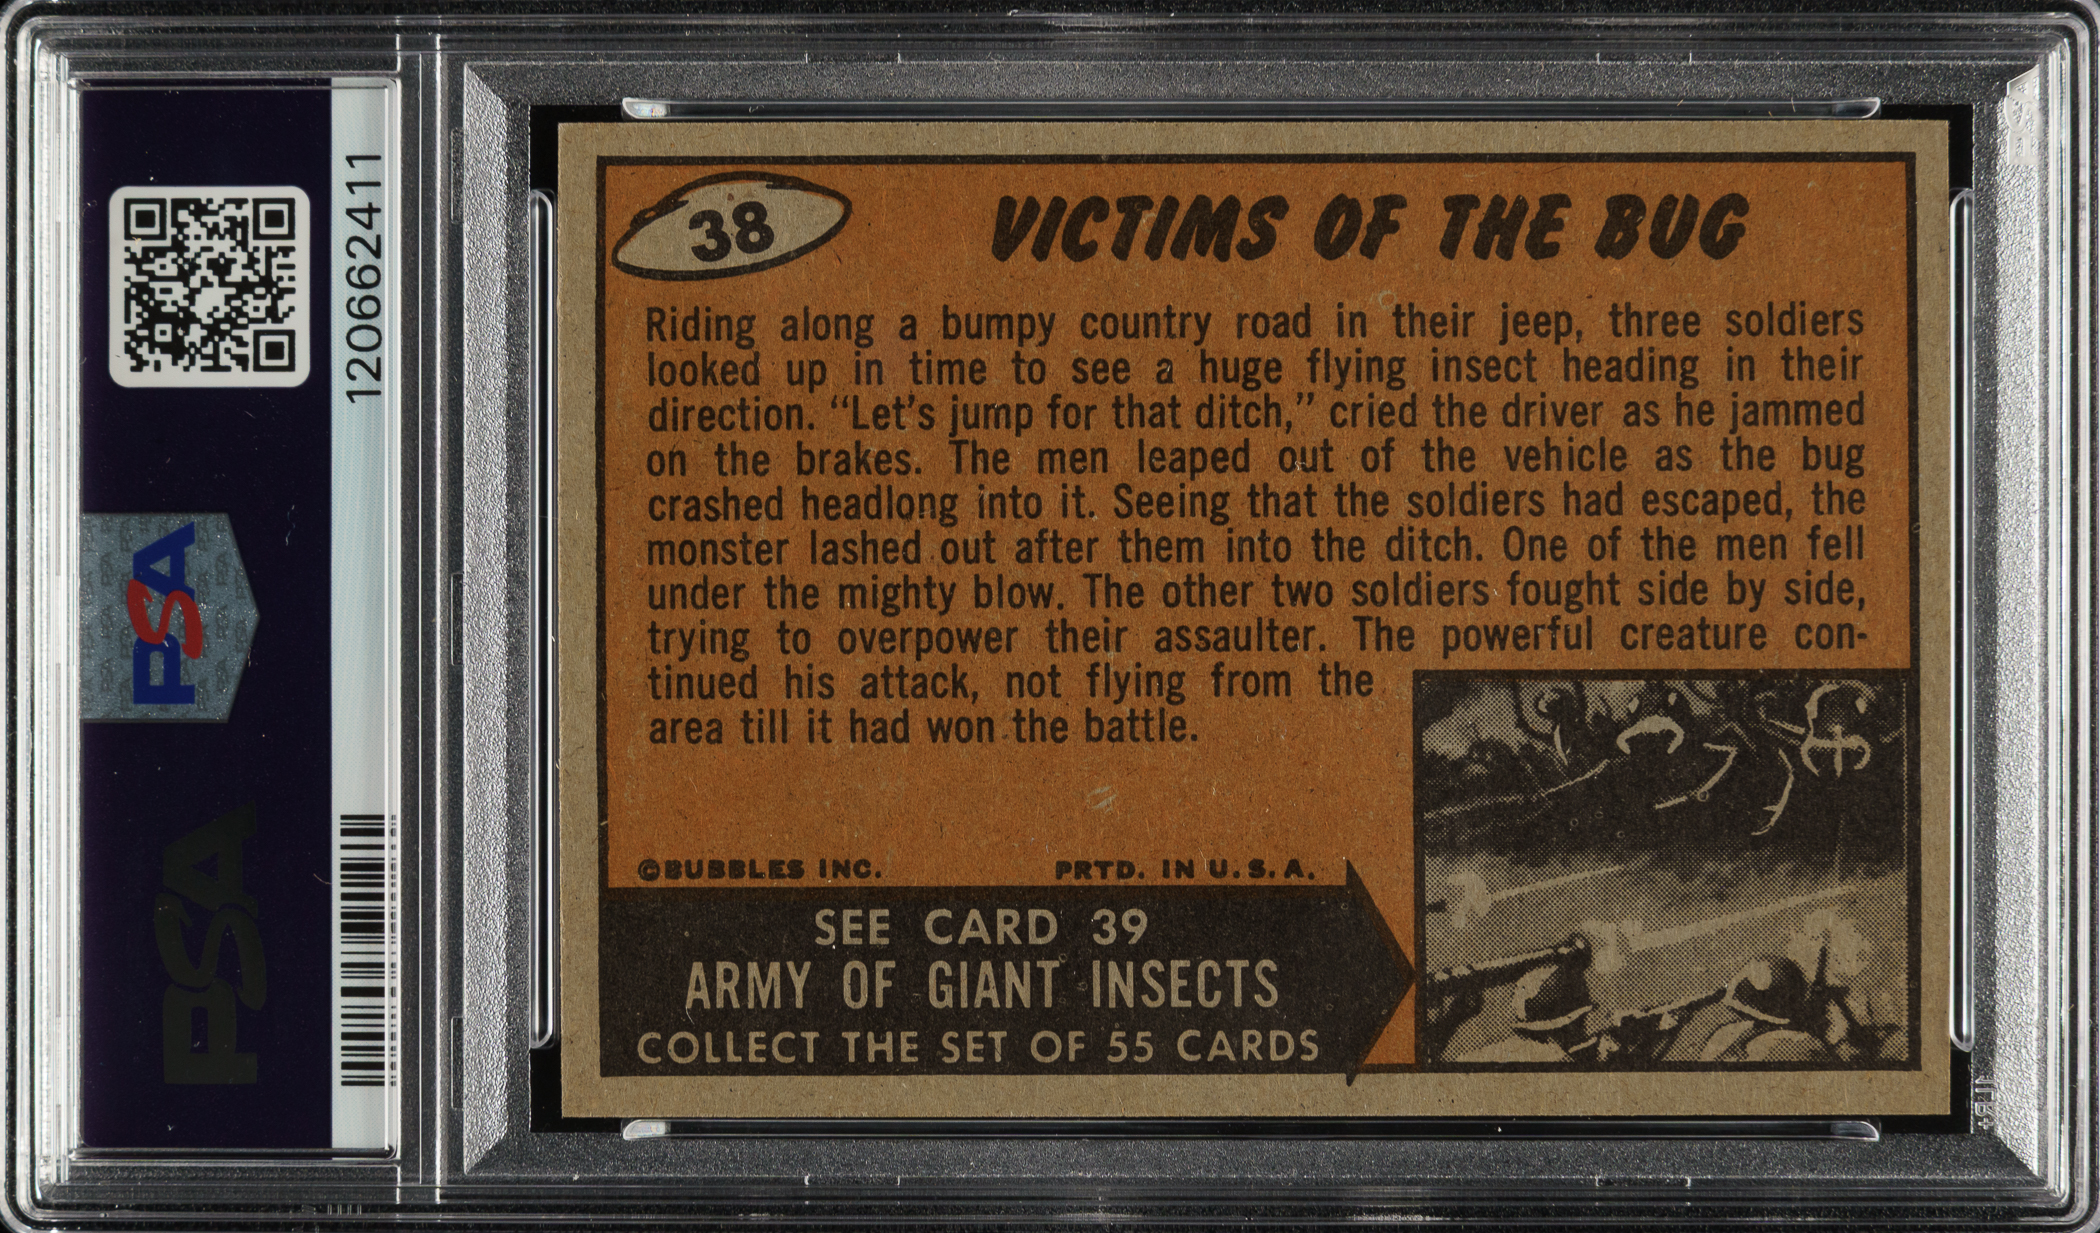 120662411
PSA
PSA
38
VICTIMS OF THE BUG
Riding along a bumpy country road in their jeep, three soldiers
looked up in time to see a huge flying insect heading in their
direction. “Let's jump for that ditch,” cried the driver as he jammed
on the brakes. The men leaped out of the vehicle as the bug
crashed headlong into it. Seeing that the soldiers had escaped, the
monster lashed out after them into the ditch. One of the men fell
under the mighty blow. The other two soldiers fought side by side,
trying to overpower their assaulter. The powerful creature con-
tinued his attack, not flying from the
area till it had won the battle.
©BUBBLES INC. PRTD. IN U.S.A.
SEE CARD 39
ARMY OF GIANT INSECTS
COLLECT THE SET OF 55 CARDS